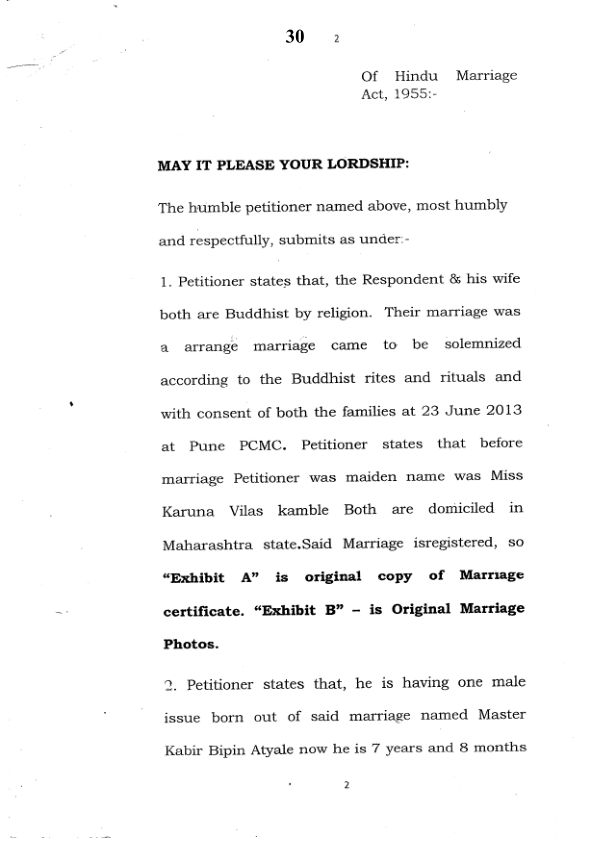 30 2
Of Hindu Marriage
Act, 1955:-
MAY IT PLEASE YOUR LORDSHIP:
The humble petitioner named above, most humbly
and respectfully, submits as under:-
1. Petitioner states that, the Respondent & his wife
both are Buddhist by religion. Their marriage was
a arrange marriage came to be solemnized
according to the Buddhist rites and rituals and
with consent of both the families at 23 June 2013
at Pune PCMC. Petitioner states that before
marriage Petitioner was maiden name was Miss
Karuna Vilas kamble Both are domiciled in
Maharashtra state.Said Marriage isregistered, so
“Exhibit A” is original copy of Marriage
certificate. “Exhibit B” – is Original Marriage
Photos.
2. Petitioner states that, he is having one male
issue born out of said marriage named Master
Kabir Bipin Atyale now he is 7 years and 8 months
2